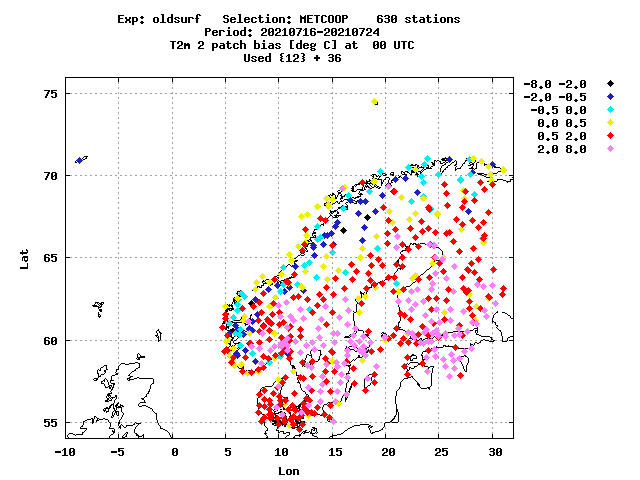 Exp: oldsurf   Selection: METCOOP    630 stations
Period: 20210716-20210724
T2m 2 patch bias [deg C] at  00 UTC
Used {12} + 36
-8.0 -2.0
-2.0 -0.5
-0.5 0.0
0.0 0.5
0.5 2.0
2.0 8.0
75
70
65
60
55
Lat
-10 -5 0 5 10 15 20 25 30
Lon